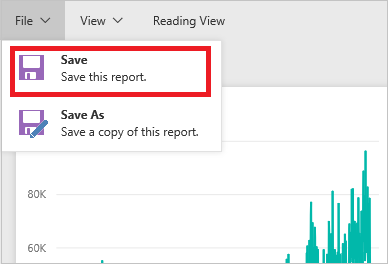 File View Reading View
Save
Save this report.
Save As
Save a copy of this report.
80K
60K